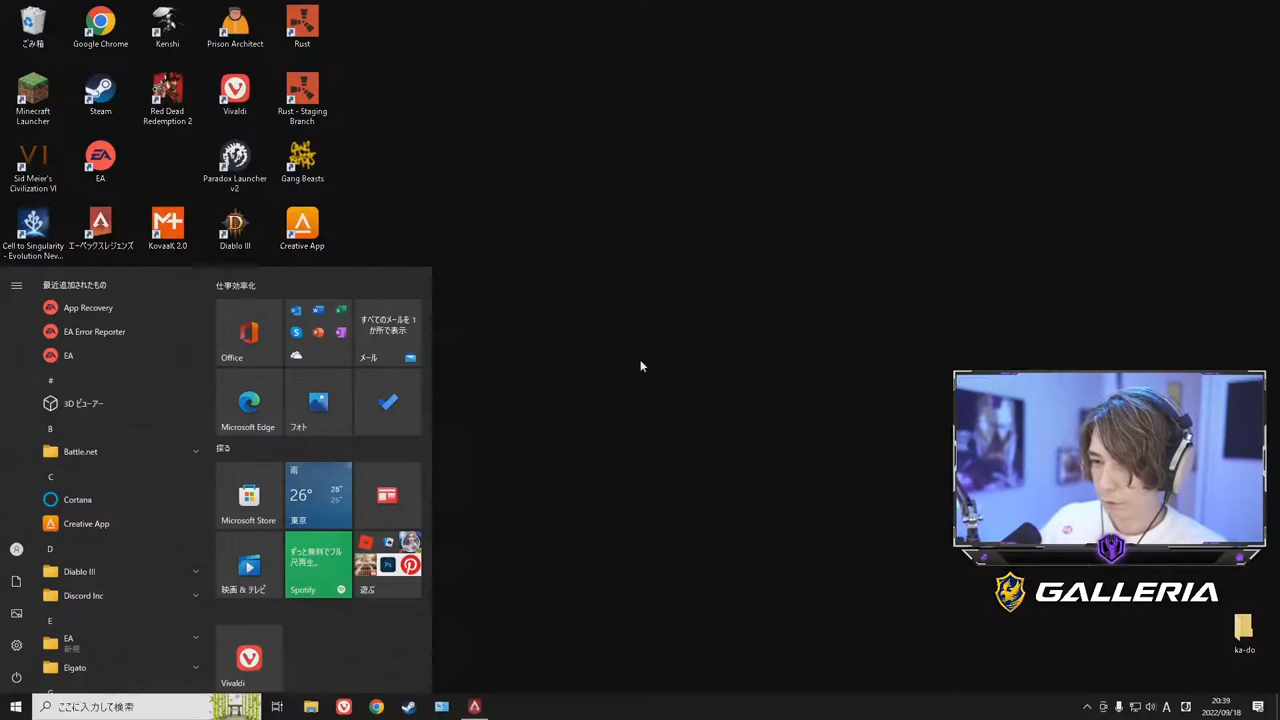 ごみ箱
Google Chrome
Kenshi
Prison Architect
Rust
Minecraft
Launcher
Steam
Red Dead
Redemption 2
Vivaldi
Rust - Staging
Branch
VI
Sid Meier's
Civilization VI
EA
EA
Paradox Launcher
v2
GANG BEASTS
Gang Beasts
Cell to Singularity
- Evolution Nev...
エーペックスレジェンズ
KovaaK 2.0
Diablo III
Creative App
最近追加されたもの
App Recovery
EA Error Reporter
EA
#
3D ビューアー
B
Battle.net
C
Cortana
Creative App
D
Diablo III
Discord Inc
E
EA
新規
Elgato
仕事効率化
Office
すべてのメールを 1
か所で表示
メール
Microsoft Edge
フォト
探る
Microsoft Store
雨
26°
28°
26°
東京
映画 & テレビ
ずっと無料でフル
尺再生。
Spotify
遊ぶ
Vivaldi
GALLERIA
ka-do
ここに入力して検索
A
20:39
2022/09/18